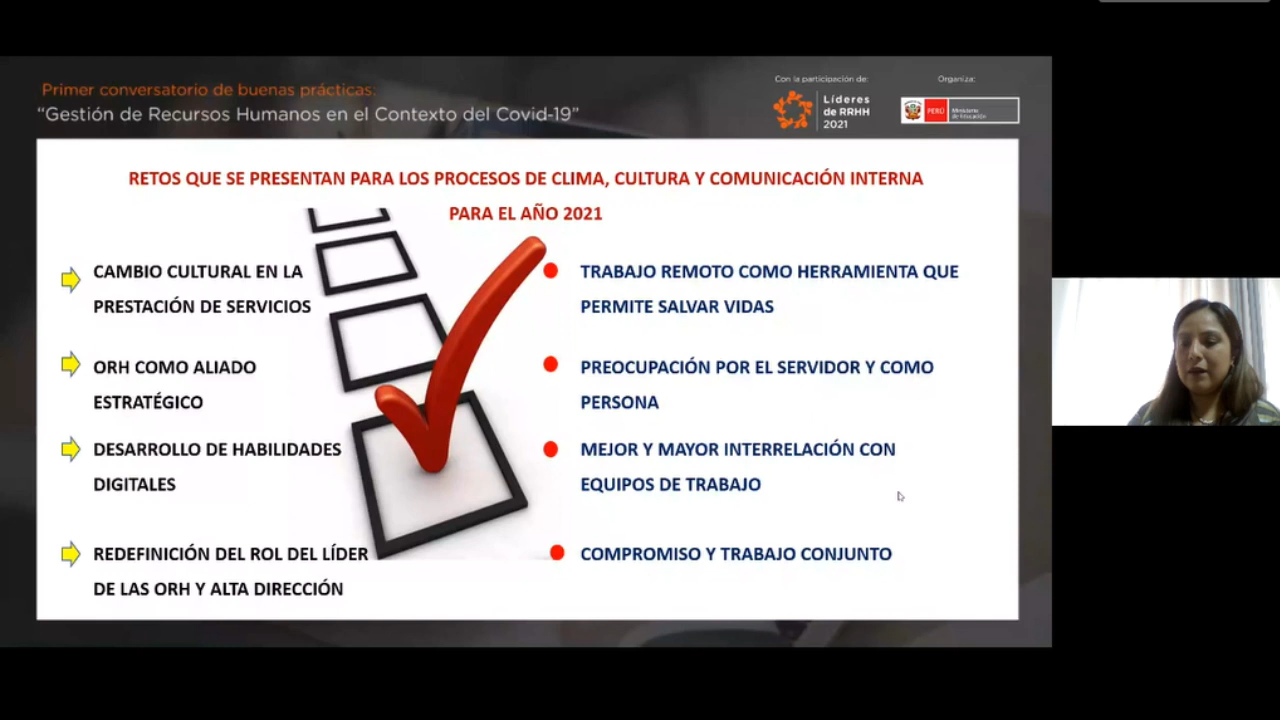 Primer conversatorio de buenas prácticas:
“Gestión de Recursos Humanos en el Contexto del Covid-19”
Con la participación de:
Líderes
de RRHH
2021
Organiza:
PERÚ
Ministerio
de Educación
RETOS QUE SE PRESENTAN PARA LOS PROCESOS DE CLIMA, CULTURA Y COMUNICACIÓN INTERNA
PARA EL AÑO 2021
CAMBIO CULTURAL EN LA
PRESTACIÓN DE SERVICIOS
ORH COMO ALIADO
ESTRATÉGICO
DESARROLLO DE HABILIDADES
DIGITALES
REDEFINICIÓN DEL ROL DEL LÍDER
DE LAS ORH Y ALTA DIRECCIÓN
TRABAJO REMOTO COMO HERRAMIENTA QUE
PERMITE SALVAR VIDAS
PREOCUPACIÓN POR EL SERVIDOR Y COMO
PERSONA
MEJOR Y MAYOR INTERRELACIÓN CON
EQUIPOS DE TRABAJO
COMPROMISO Y TRABAJO CONJUNTO